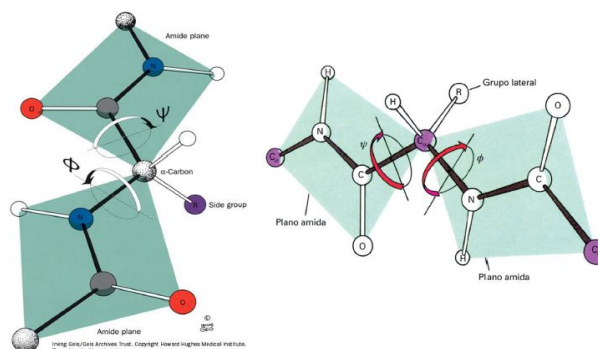 Amide plane
N
O
ψ
α-Carbon
Φ
R
Side group
N
O
Amide plane
©
Irving Geis/Geis Archives Trust. Copyright Howard Hughes Medical Institute.
H
H
R
Grupo lateral
O
N
ψ
ϕ
C
C
N
Plano amida
O
H
Plano amida